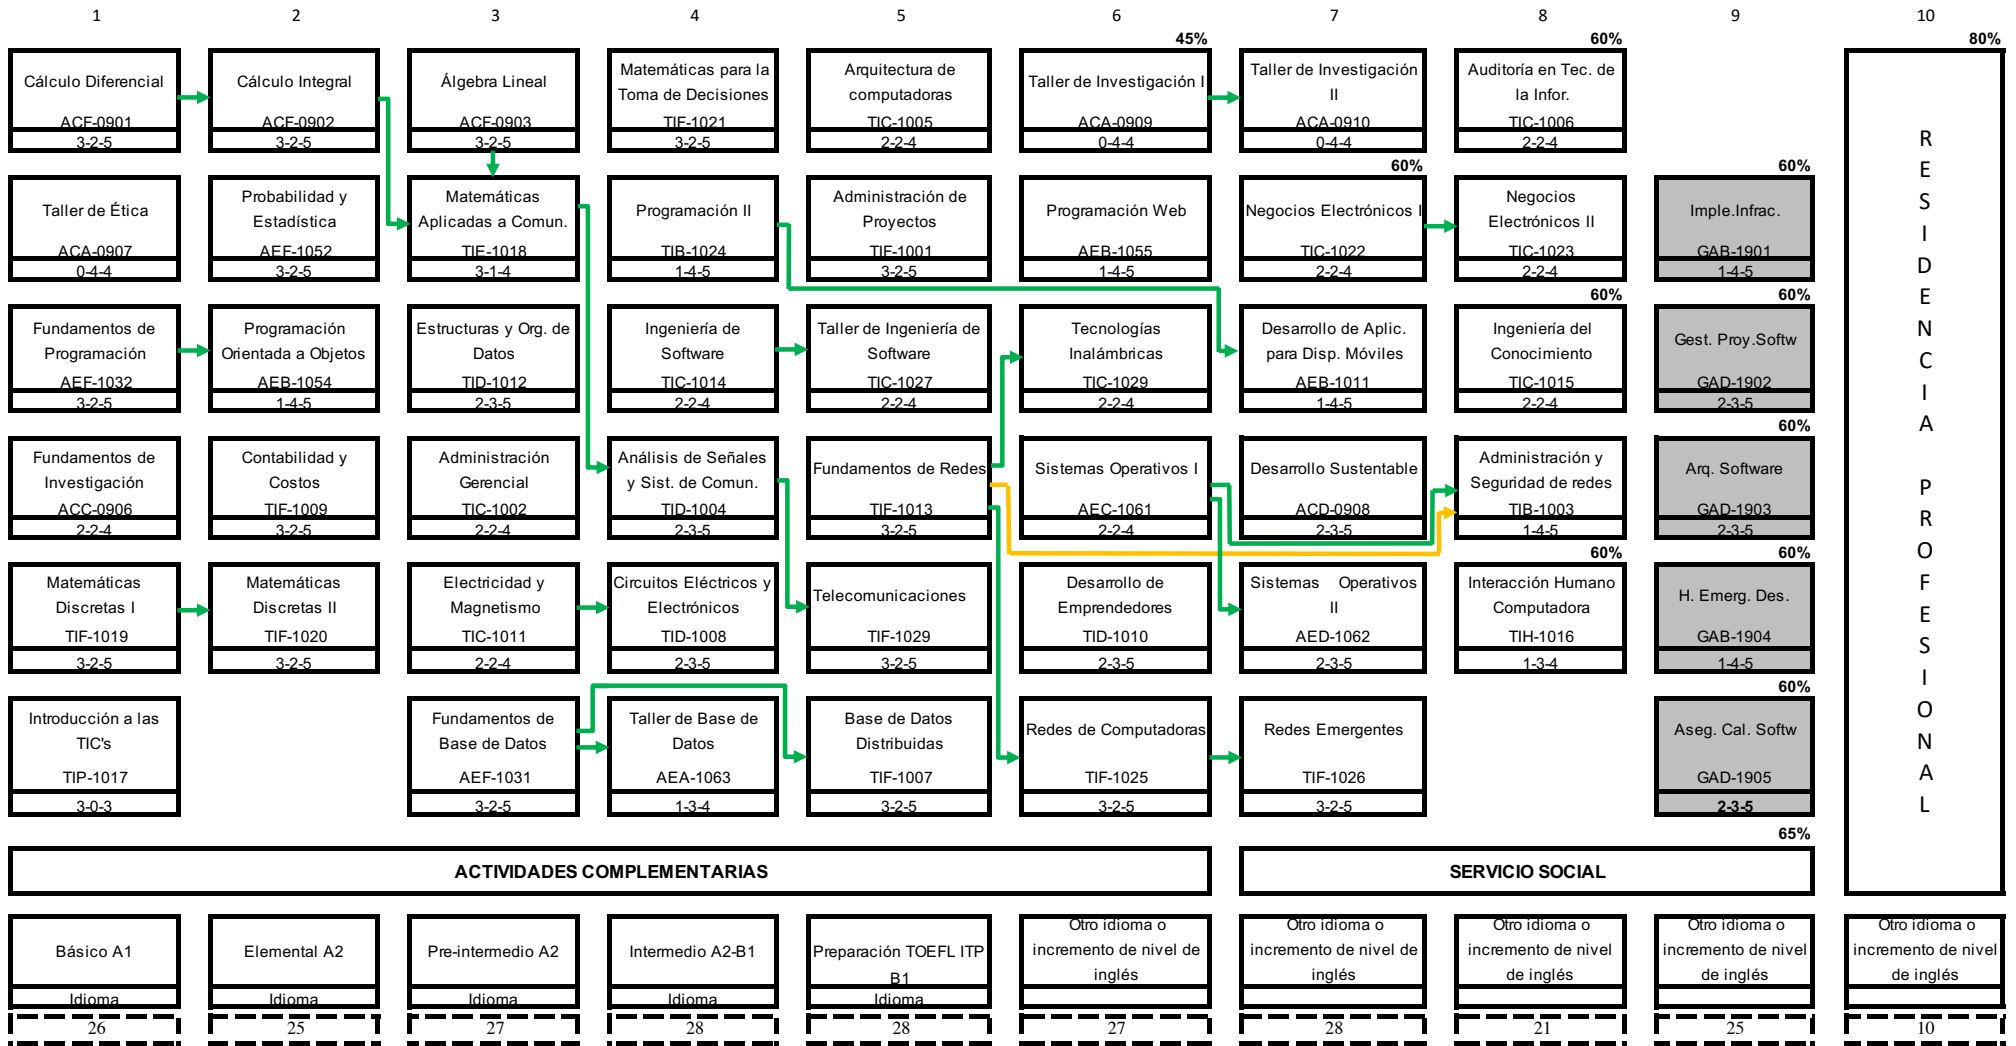 1 2 3 4 5 6 7 8 9 10
45% 60% 80%
Cálculo Diferencial
ACF-0901
3-2-5
Cálculo Integral
ACF-0902
3-2-5
Álgebra Lineal
ACF-0903
3-2-5
Matemáticas para la
Toma de Decisiones
TIF-1021
3-2-5
Arquitectura de
computadoras
TIC-1005
2-2-4
Taller de Investigación I
ACA-0909
0-4-4
Taller de Investigación
II
ACA-0910
0-4-4
Auditoría en Tec. de
la Infor.
TIC-1006
2-2-4
60% 60%
Taller de Ética
ACA-0907
0-4-4
Probabilidad y
Estadística
AEF-1052
3-2-5
Matemáticas
Aplicadas a Comun.
TIF-1018
3-1-4
Programación II
TIB-1024
1-4-5
Administración de
Proyectos
TIF-1001
3-2-5
Programación Web
AEB-1055
1-4-5
Negocios Electrónicos I
TIC-1022
2-2-4
Negocios
Electrónicos II
TIC-1023
2-2-4
Imple.Infrac.
GAB-1901
1-4-5
60% 60%
Fundamentos de
Programación
AEF-1032
3-2-5
Programación
Orientada a Objetos
AEB-1054
1-4-5
Estructuras y Org. de
Datos
TID-1012
2-3-5
Ingeniería de
Software
TIC-1014
2-2-4
Taller de Ingeniería de
Software
TIC-1027
2-2-4
Tecnologías
Inalámbricas
TIC-1029
2-2-4
Desarrollo de Aplic.
para Disp. Móviles
AEB-1011
1-4-5
Ingeniería del
Conocimiento
TIC-1015
2-2-4
Gest. Proy.Softw
GAD-1902
2-3-5
60%
Fundamentos de
Investigación
ACC-0906
2-2-4
Contabilidad y
Costos
TIF-1009
3-2-5
Administración
Gerencial
TIC-1002
2-2-4
Análisis de Señales
y Sist. de Comun.
TID-1004
2-3-5
Fundamentos de Redes
TIF-1013
3-2-5
Sistemas Operativos I
AEC-1061
2-2-4
Desarrollo Sustentable
ACD-0908
2-3-5
Administración y
Seguridad de redes
TIB-1003
1-4-5
Arq. Software
GAD-1903
2-3-5
60% 60%
Matemáticas
Discretas I
TIF-1019
3-2-5
Matemáticas
Discretas II
TIF-1020
3-2-5
Electricidad y
Magnetismo
TIC-1011
2-2-4
Circuitos Eléctricos y
Electrónicos
TID-1008
2-3-5
Telecomunicaciones
TIF-1029
3-2-5
Desarrollo de
Emprendedores
TID-1010
2-3-5
Sistemas Operativos
II
AED-1062
2-3-5
Interacción Humano
Computadora
TIH-1016
1-3-4
H. Emerg. Des.
GAB-1904
1-4-5
60%
Introducción a las
TIC's
TIP-1017
3-0-3
Fundamentos de
Base de Datos
AEF-1031
3-2-5
Taller de Base de
Datos
AEA-1063
1-3-4
Base de Datos
Distribuidas
TIF-1007
3-2-5
Redes de Computadoras
TIF-1025
3-2-5
Redes Emergentes
TIF-1026
3-2-5
Aseg. Cal. Softw
GAD-1905
2-3-5
RESIDENCIA PROFESIONAL
65%
ACTIVIDADES COMPLEMENTARIAS
SERVICIO SOCIAL
Básico A1
Idioma
Elemental A2
Idioma
Pre-intermedio A2
Idioma
Intermedio A2-B1
Idioma
Preparación TOEFL ITP
B1
Idioma
Otro idioma o
incremento de nivel de
inglés
Otro idioma o
incremento de nivel de
inglés
Otro idioma o
incremento de nivel
de inglés
Otro idioma o
incremento de nivel
de inglés
Otro idioma o
incremento de nivel
de inglés
26 25 27 28 28 27 28 21 25 10